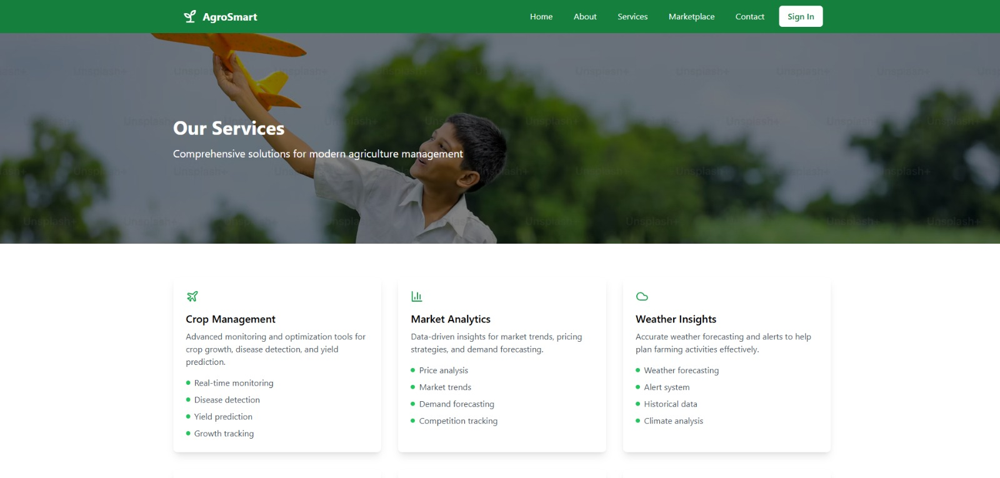 AgroSmart
Home About Services Marketplace Contact Sign In
Unsplash+
Our Services
Comprehensive solutions for modern agriculture management
Crop Management
Advanced monitoring and optimization tools for
crop growth, disease detection, and yield
prediction.
Real-time monitoring
Disease detection
Yield prediction
Growth tracking
Market Analytics
Data-driven insights for market trends, pricing
strategies, and demand forecasting.
Price analysis
Market trends
Demand forecasting
Competition tracking
Weather Insights
Accurate weather forecasting and alerts to help
plan farming activities effectively.
Weather forecasting
Alert system
Historical data
Climate analysis